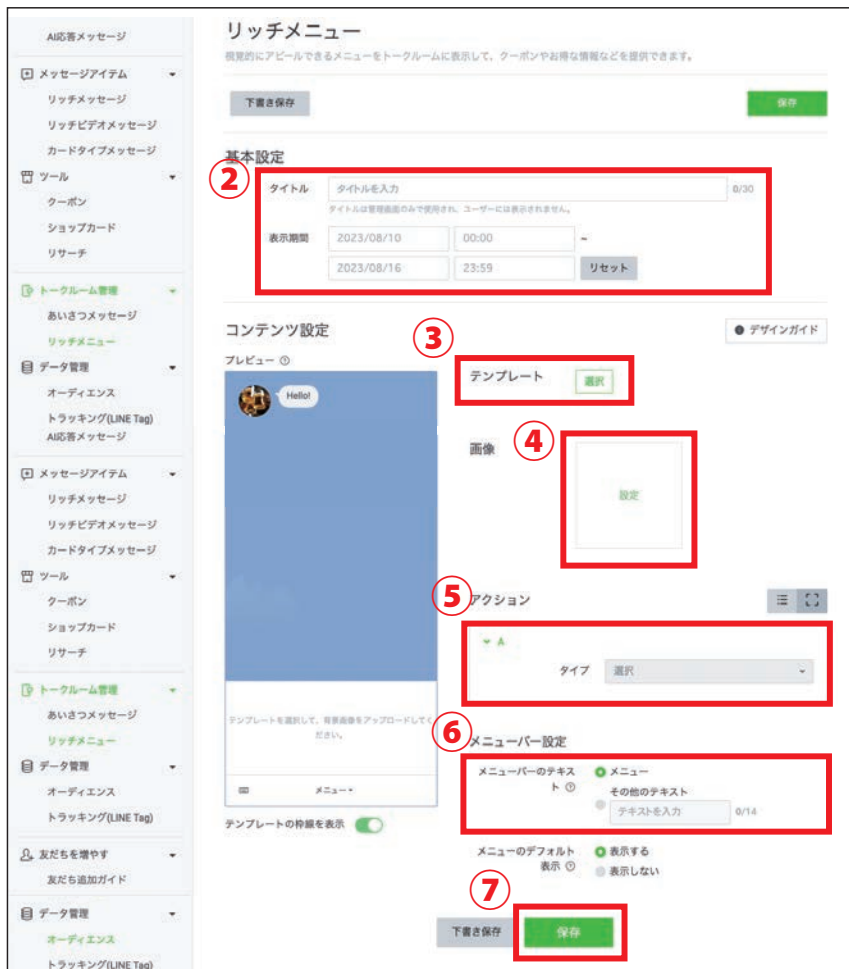 AI応答メッセージ
メッセージアイテム
リッチメッセージ
リッチビデオメッセージ
カードタイプメッセージ
ツール
クーポン
ショップカード
リサーチ
トークルーム管理
あいさつメッセージ
リッチメニュー
データ管理
オーディエンス
トラッキング(LINE Tag)
AI応答メッセージ
メッセージアイテム
リッチメッセージ
リッチビデオメッセージ
カードタイプメッセージ
ツール
クーポン
ショップカード
リサーチ
トークルーム管理
あいさつメッセージ
リッチメニュー
データ管理
オーディエンス
トラッキング(LINE Tag)
友だちを増やす
友だち追加ガイド
データ管理
オーディエンス
トラッキング(LINE Tag)
リッチメニュー
視覚的にアピールできるメニューをトークルームに表示して、クーポンやお得な情報などを提供できます。
下書き保存 保存
基本設定
②
タイトル タイトルを入力 0/30
タイトルは管理画面のみで使用され、ユーザーには表示されません。
表示期間 2023/08/10 00:00 ~
2023/08/16 23:59 リセット
コンテンツ設定 デザインガイド
プレビュー
Hello!
テンプレートを選択して、背景画像をアップロードしてく
ださい。
メニュー
テンプレートの枠線を表示
③
テンプレート 選択
④
画像 設定
⑤
アクション
A
タイプ 選択
⑥
メニューバー設定
メニューバーのテキス
ト
メニュー
その他のテキスト
テキストを入力 0/14
メニューのデフォルト
表示
表示する
表示しない
⑦
下書き保存 保存